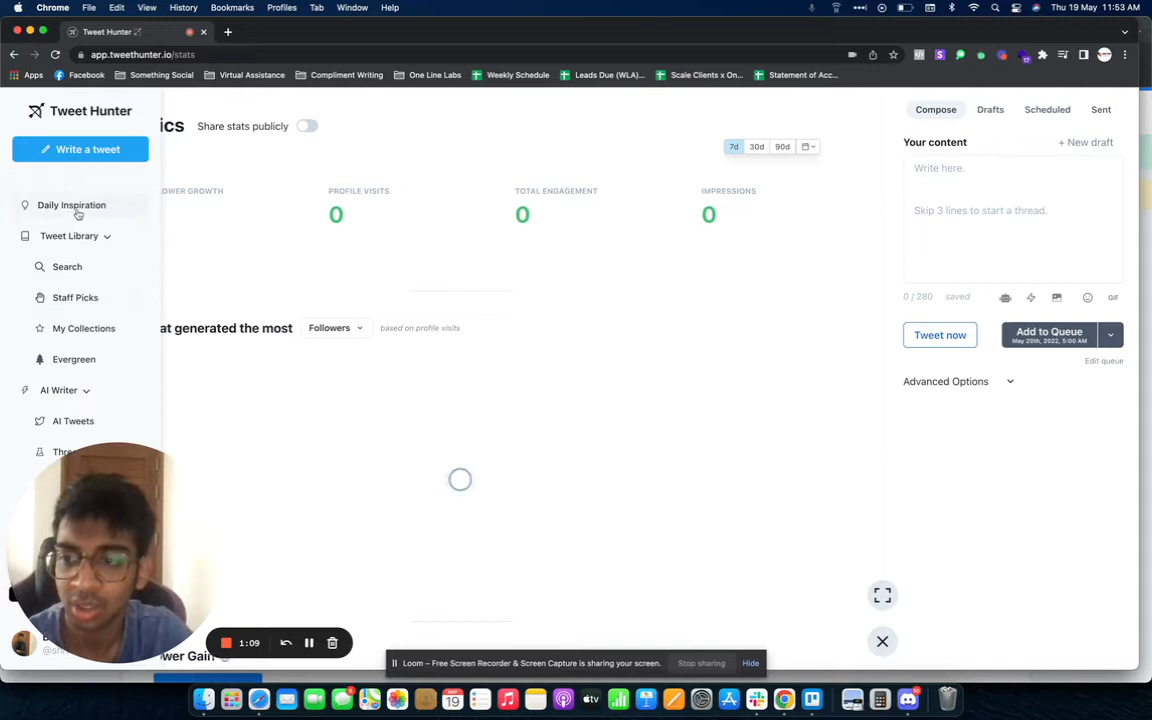 Chrome File Edit View History Bookmarks Profiles Tab Window Help
Thu 19 May 11:53 AM
Tweet Hunter
app.tweethunter.io/stats
17
Apps Facebook Something Social Virtual Assistance Compliment Writing One Line Labs Weekly Schedule Leads Due (WLA)... Scale Clients x On... Statement of Acc...
Tweet Hunter
Write a tweet
Daily Inspiration
Tweet Library
Search
Staff Picks
My Collections
Evergreen
AI Writer
AI Tweets
ics Share stats publicly
7d 30d 90d
OWER GROWTH PROFILE VISITS TOTAL ENGAGEMENT IMPRESSIONS
0 0 0
at generated the most Followers based on profile visits
wer Gain
Compose Drafts Scheduled Sent
Your content + New draft
Write here.
Skip 3 lines to start a thread.
0 / 280 saved GIF
Tweet now Add to Queue
May 20th, 2022, 5:00 AM
Edit queue
Advanced Options
1:09
Loom – Free Screen Recorder & Screen Capture is sharing your screen. Stop sharing Hide
MAY
19
tv